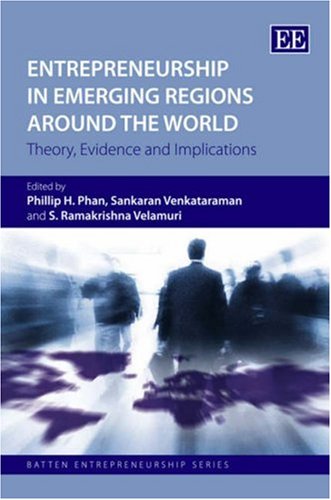 EE
ENTREPRENEURSHIP
IN EMERGING REGIONS
AROUND THE WORLD
Theory, Evidence and Implications
Edited by
Phillip H. Phan, Sankaran Venkataraman
and S. Ramakrishna Velamuri
BATTEN ENTREPRENEURSHIP SERIES